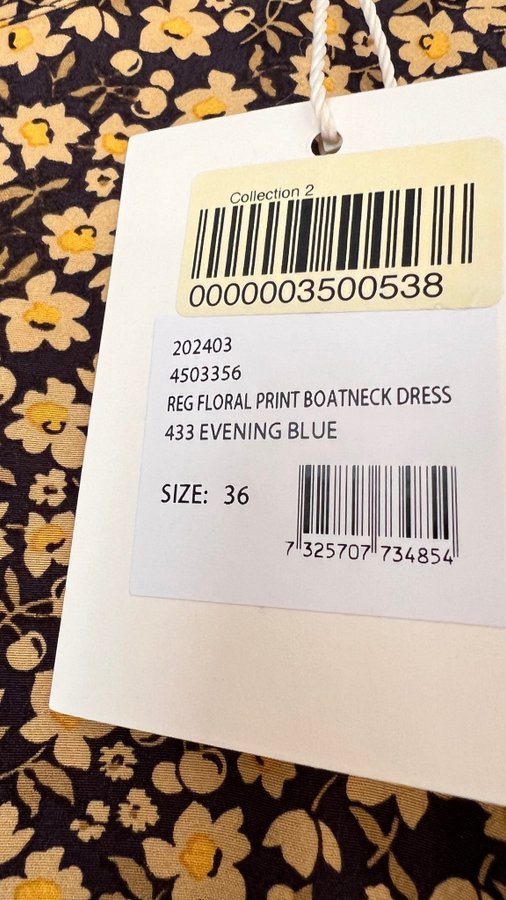 Collection 2
0000003500538
202403
4503356
REG FLORAL PRINT BOATNECK DRESS
433 EVENING BLUE
SIZE: 36
7 325707 734854